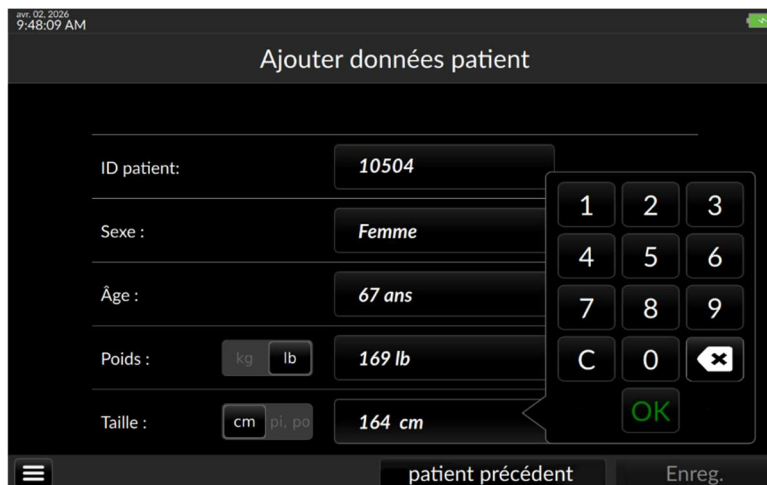 avr. 02, 2026
9:48:09 AM
Ajouter données patient
ID patient: 10504
Sexe : Femme
Âge : 67 ans
Poids : kg lb 169 lb
Taille : cm pi, po 164 cm
1 2 3
4 5 6
7 8 9
C 0
OK
patient précédent Enreg.